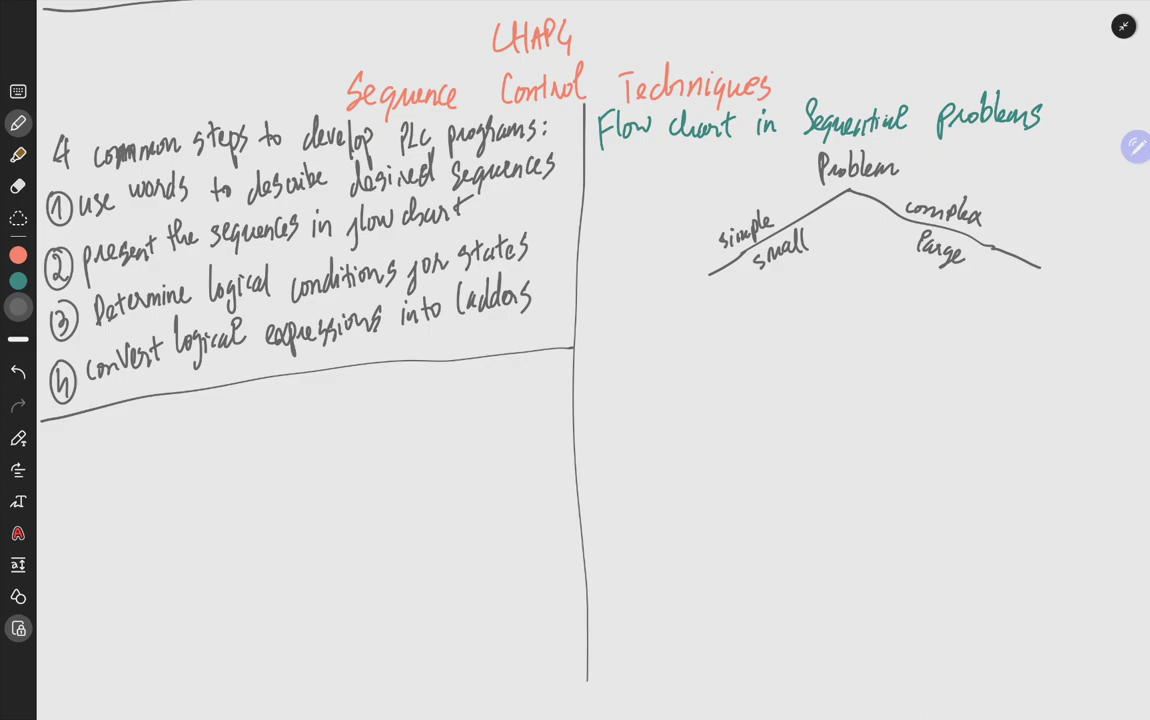 CHAP4
Sequence Control Techniques
4 common steps to develop PLC programs:
① use words to describe desired sequences
② present the sequences in flow chart
③ Determine logical conditions for states
④ convert logical expressions into ladders
Flow chart in Sequential problems
Problem
simple
small
complex
large